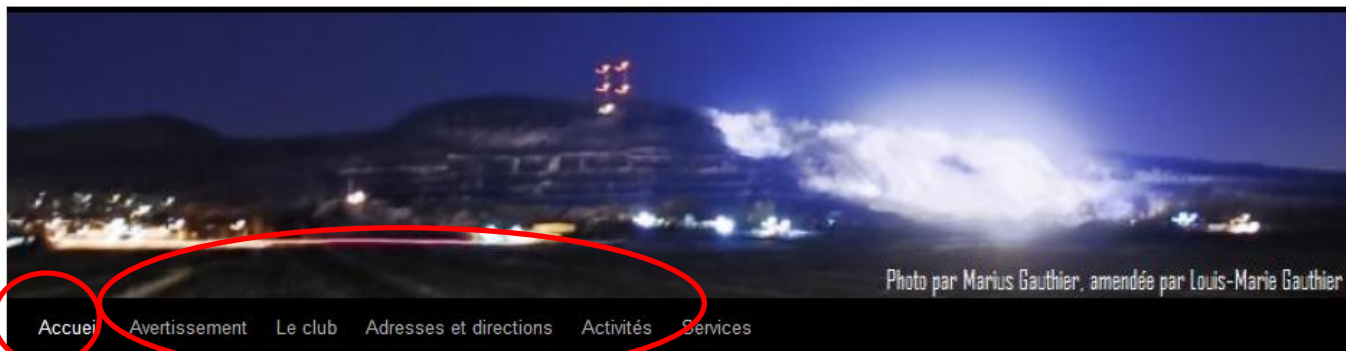 Photo par Marius Gauthier, amendée par Louis-Marie Gauthier
Accueil Avertissement Le club Adresses et directions Activités Services